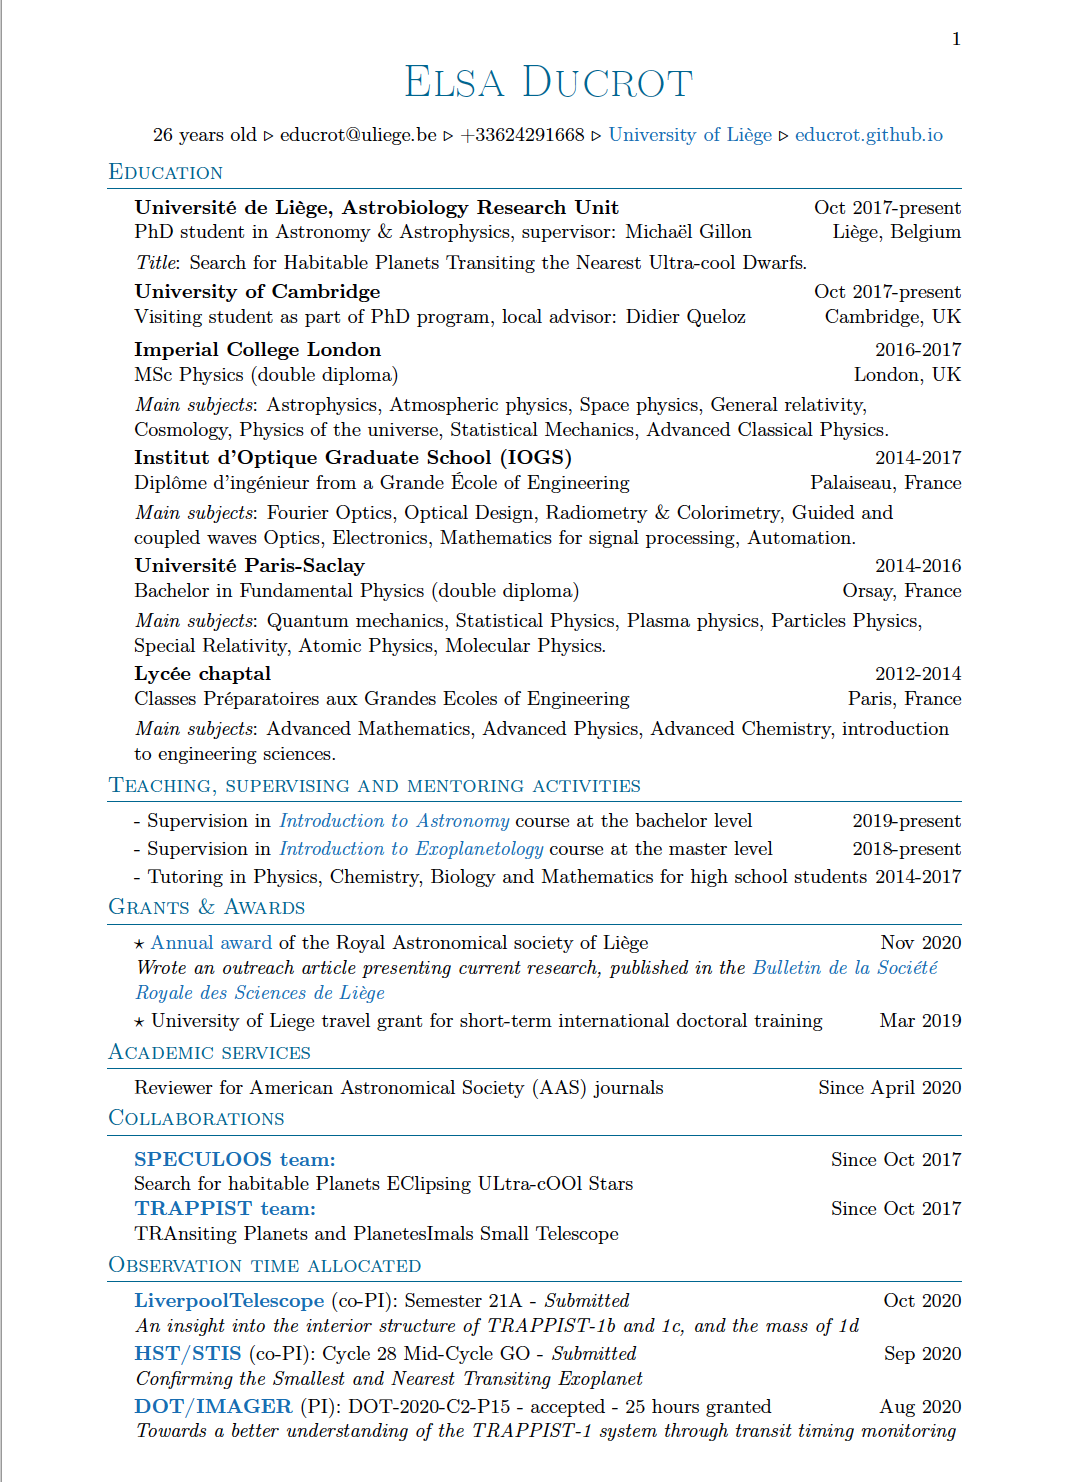 1
Elsa Ducrot
26 years old ▷ educrot@uliege.be ▷ +33624291668 ▷ University of Liège ▷ educrot.github.io
Education
Université de Liège, Astrobiology Research Unit Oct 2017-present
PhD student in Astronomy & Astrophysics, supervisor: Michaël Gillon Liège, Belgium
Title: Search for Habitable Planets Transiting the Nearest Ultra-cool Dwarfs.
University of Cambridge Oct 2017-present
Visiting student as part of PhD program, local advisor: Didier Queloz Cambridge, UK
Imperial College London 2016-2017
MSc Physics (double diploma) London, UK
Main subjects: Astrophysics, Atmospheric physics, Space physics, General relativity,
Cosmology, Physics of the universe, Statistical Mechanics, Advanced Classical Physics.
Institut d'Optique Graduate School (IOGS) 2014-2017
Diplôme d'ingénieur from a Grande École of Engineering Palaiseau, France
Main subjects: Fourier Optics, Optical Design, Radiometry & Colorimetry, Guided and
coupled waves Optics, Electronics, Mathematics for signal processing, Automation.
Université Paris-Saclay 2014-2016
Bachelor in Fundamental Physics (double diploma) Orsay, France
Main subjects: Quantum mechanics, Statistical Physics, Plasma physics, Particles Physics,
Special Relativity, Atomic Physics, Molecular Physics.
Lycée chaptal 2012-2014
Classes Préparatoires aux Grandes Ecoles of Engineering Paris, France
Main subjects: Advanced Mathematics, Advanced Physics, Advanced Chemistry, introduction
to engineering sciences.
Teaching, supervising and mentoring activities
- Supervision in Introduction to Astronomy course at the bachelor level 2019-present
- Supervision in Introduction to Exoplanetology course at the master level 2018-present
- Tutoring in Physics, Chemistry, Biology and Mathematics for high school students 2014-2017
Grants & Awards
⋆ Annual award of the Royal Astronomical society of Liège Nov 2020
Wrote an outreach article presenting current research, published in the Bulletin de la Société
Royale des Sciences de Liège
⋆ University of Liege travel grant for short-term international doctoral training Mar 2019
Academic services
Reviewer for American Astronomical Society (AAS) journals Since April 2020
Collaborations
SPECULOOS team: Since Oct 2017
Search for habitable Planets EClipsing ULtra-cOOl Stars
TRAPPIST team: Since Oct 2017
TRAnsiting Planets and PlanetesImals Small Telescope
Observation time allocated
LiverpoolTelescope (co-PI): Semester 21A - Submitted Oct 2020
An insight into the interior structure of TRAPPIST-1b and 1c, and the mass of 1d
HST/STIS (co-PI): Cycle 28 Mid-Cycle GO - Submitted Sep 2020
Confirming the Smallest and Nearest Transiting Exoplanet
DOT/IMAGER (PI): DOT-2020-C2-P15 - accepted - 25 hours granted Aug 2020
Towards a better understanding of the TRAPPIST-1 system through transit timing monitoring